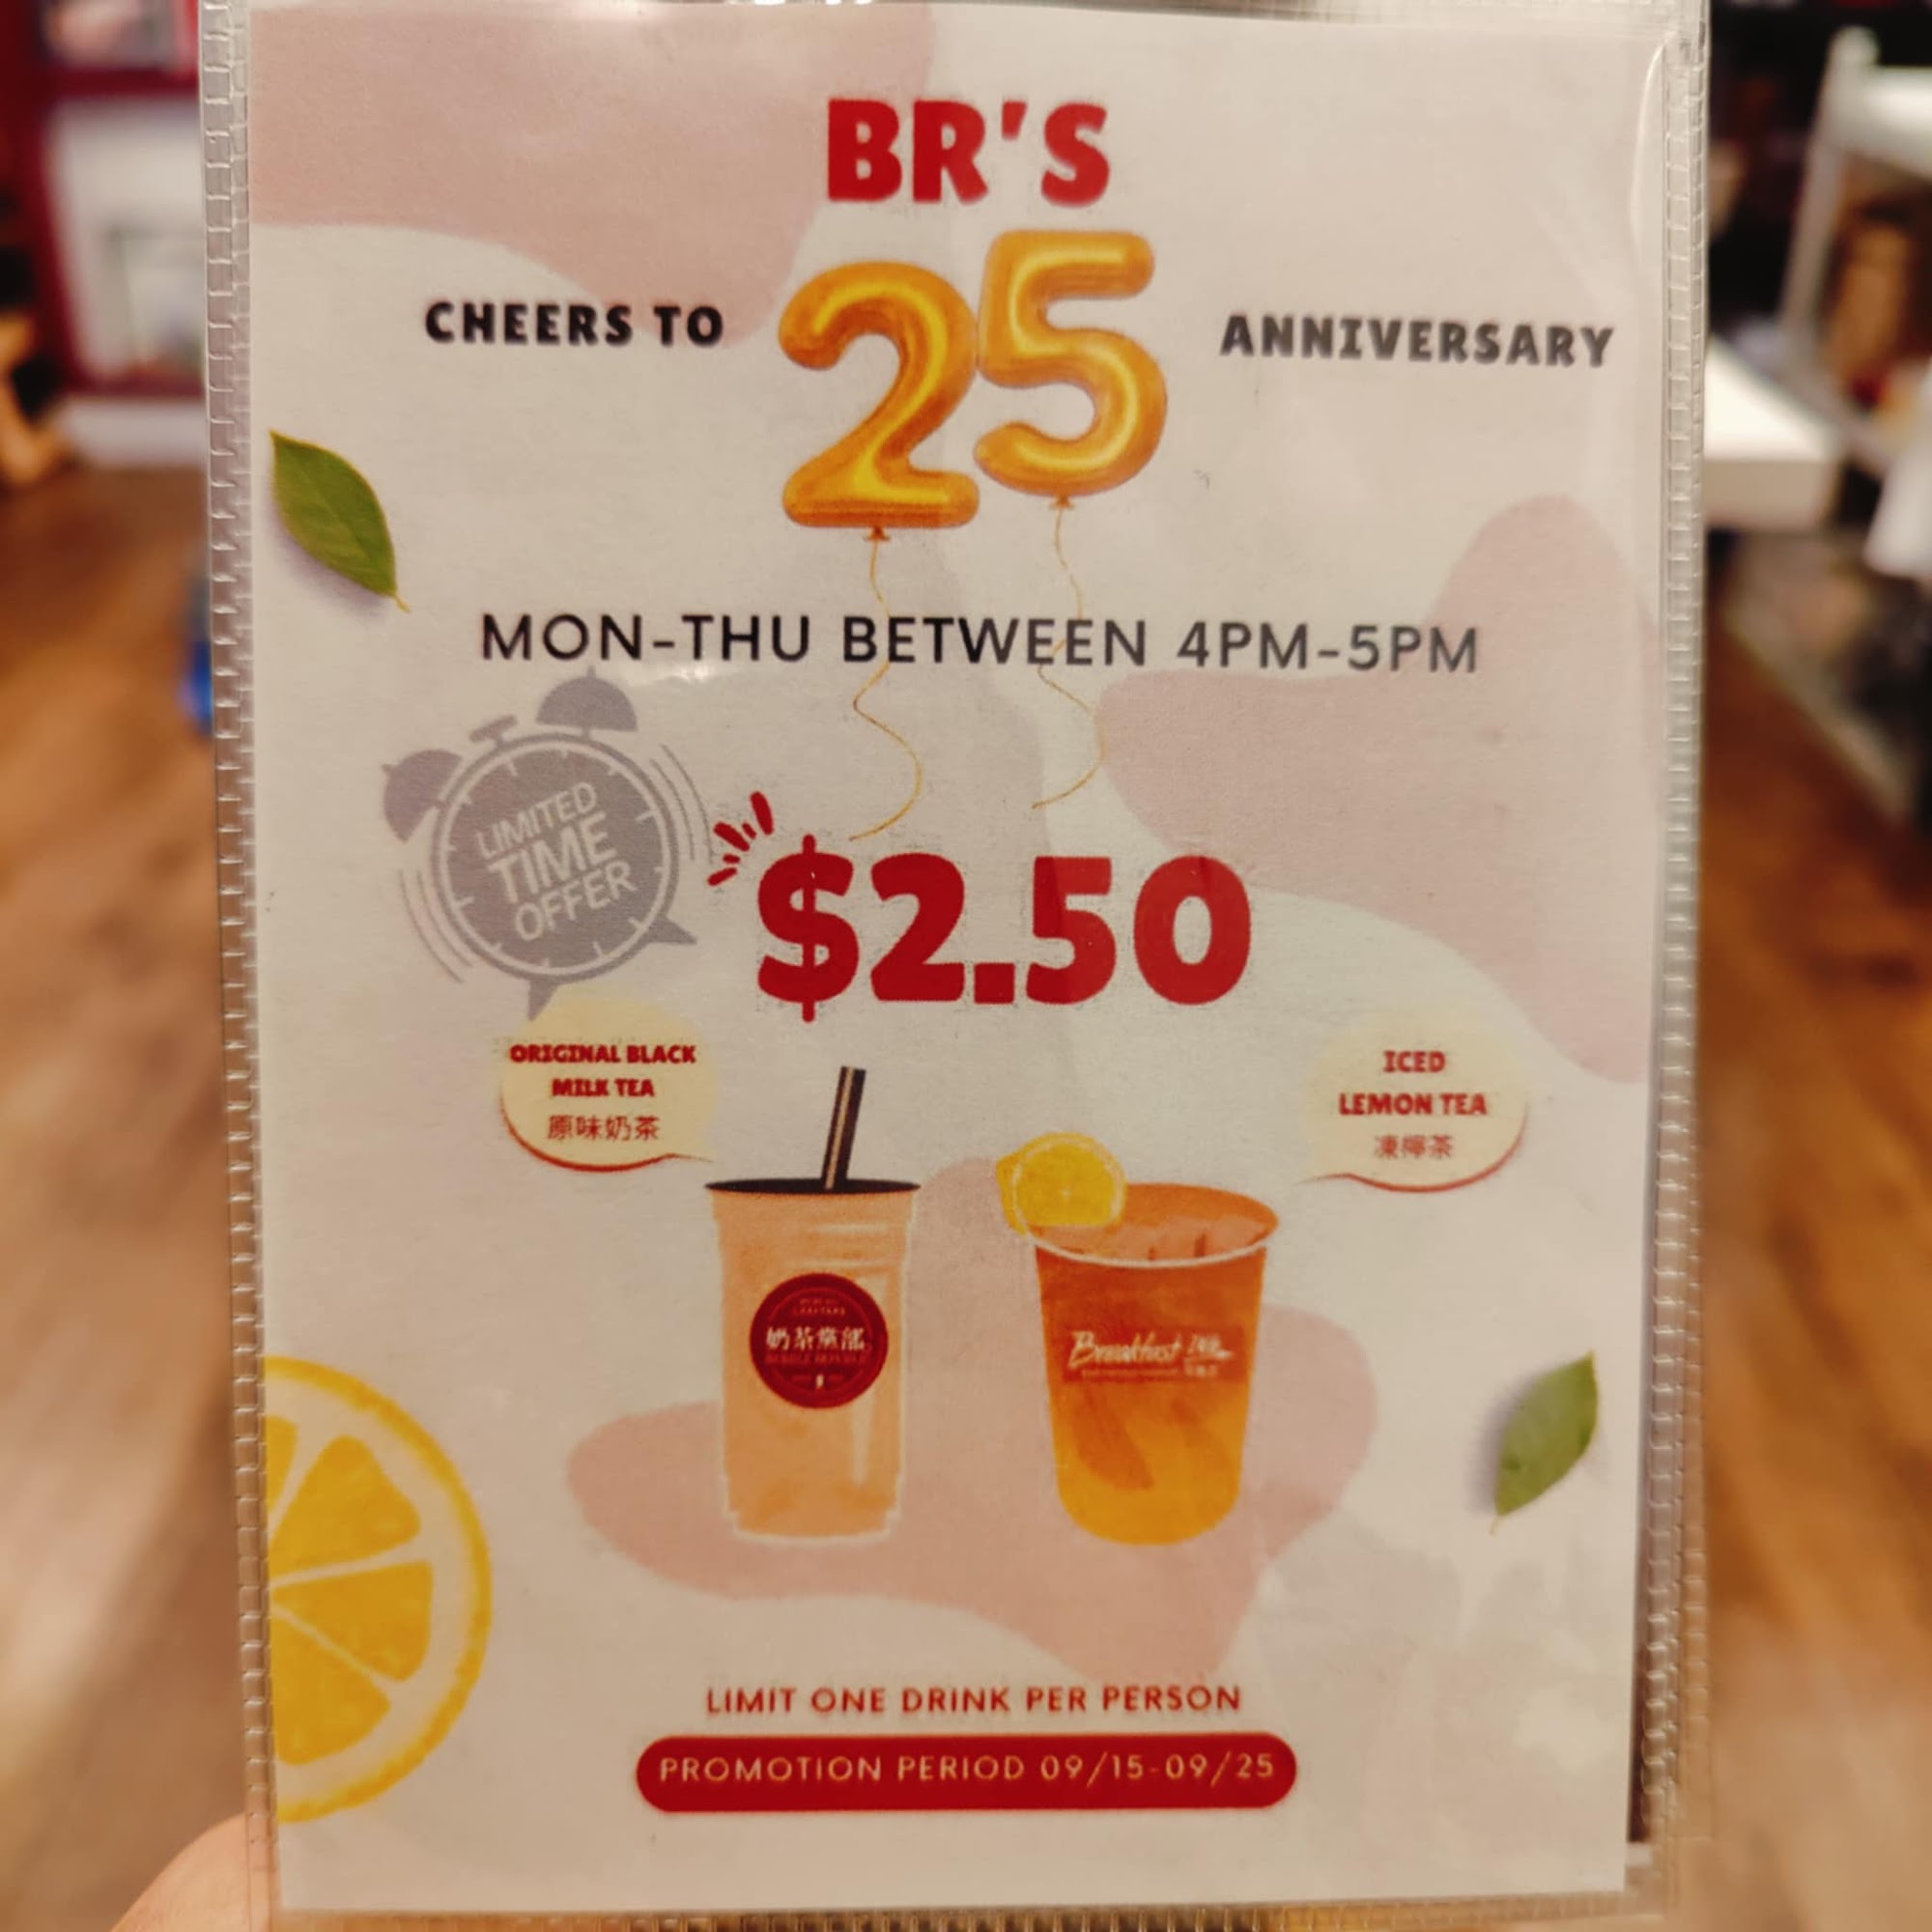 BR'S
CHEERS TO 25 ANNIVERSARY
MON-THU BETWEEN 4PM-5PM
LIMITED
TIME
OFFER
$2.50
ORIGINAL BLACK
MILK TEA
原味奶茶
ICED
LEMON TEA
凍檸茶
奶茶黨部
Breakfast
LIMIT ONE DRINK PER PERSON
PROMOTION PERIOD 09/15-09/25